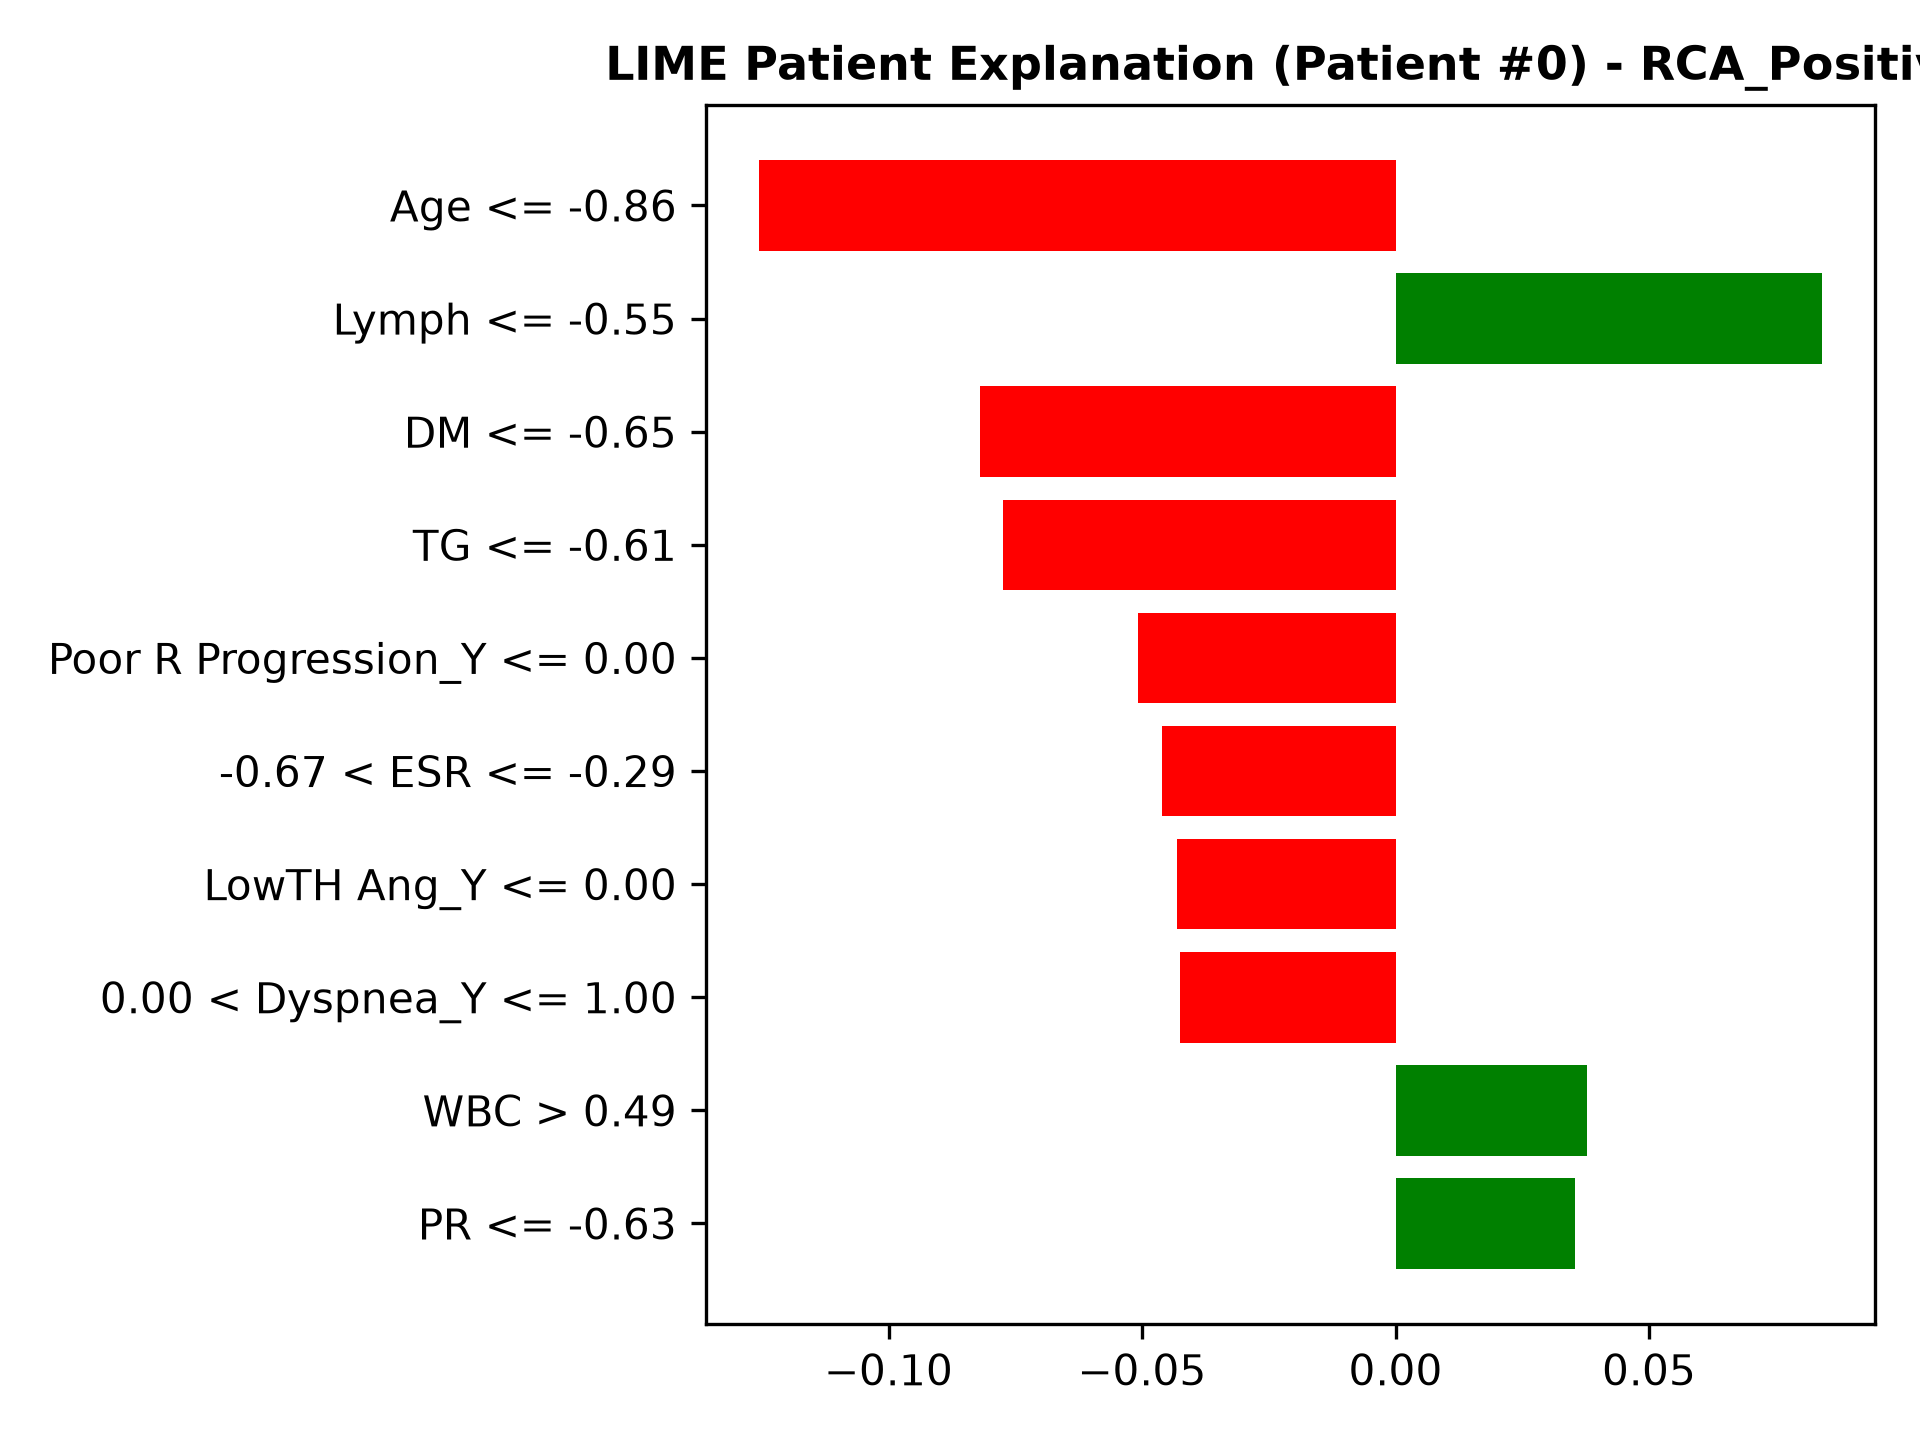 LIME Patient Explanation (Patient #0) - RCA_Positiv
Age <= -0.86
Lymph <= -0.55
DM <= -0.65
TG <= -0.61
Poor R Progression_Y <= 0.00
-0.67 < ESR <= -0.29
LowTH Ang_Y <= 0.00
0.00 < Dyspnea_Y <= 1.00
WBC > 0.49
PR <= -0.63
−0.10 −0.05 0.00 0.05